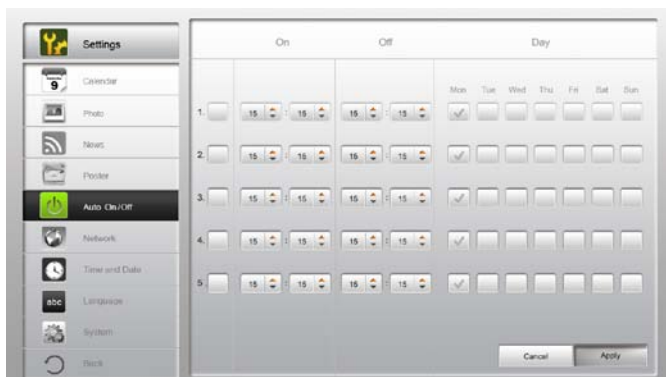 Settings
On Off Day
9 Calendar
Mon Tue Wed Thu Fri Sat Sun
Photo
1. 15 : 15 15 : 15
News
2. 15 : 15 15 : 15
Poster
3. 15 : 15 15 : 15
Auto On/Off
Network
4. 15 : 15 15 : 15
Time and Date
5. 15 : 15 15 : 15
abc Language
System
Back
Cancel Apply